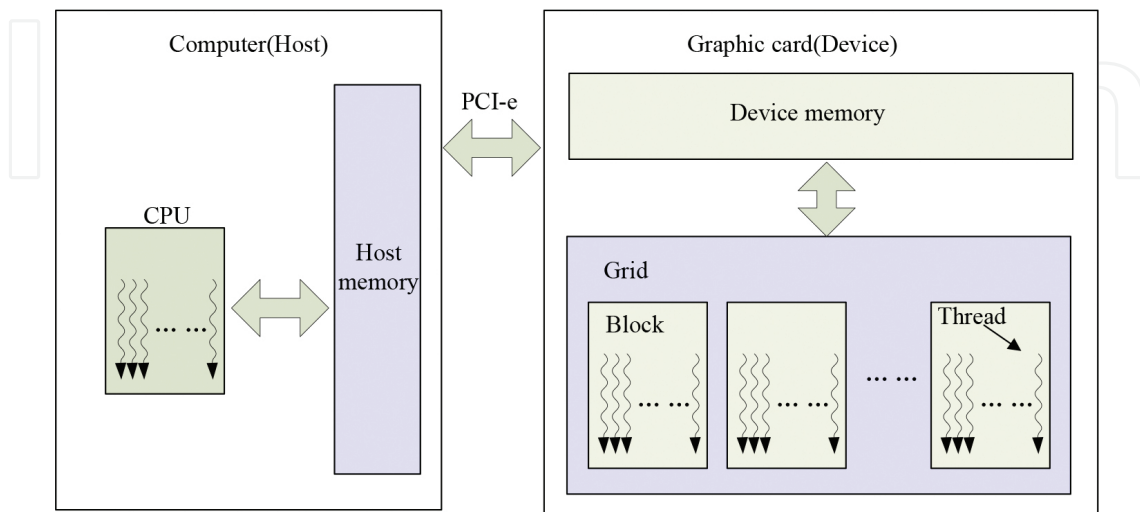 Computer(Host)
CPU
Host
memory
PCI-e
Graphic card(Device)
Device memory
Grid
Block
Thread
... ...
... ...
... ...
... ...
... ...